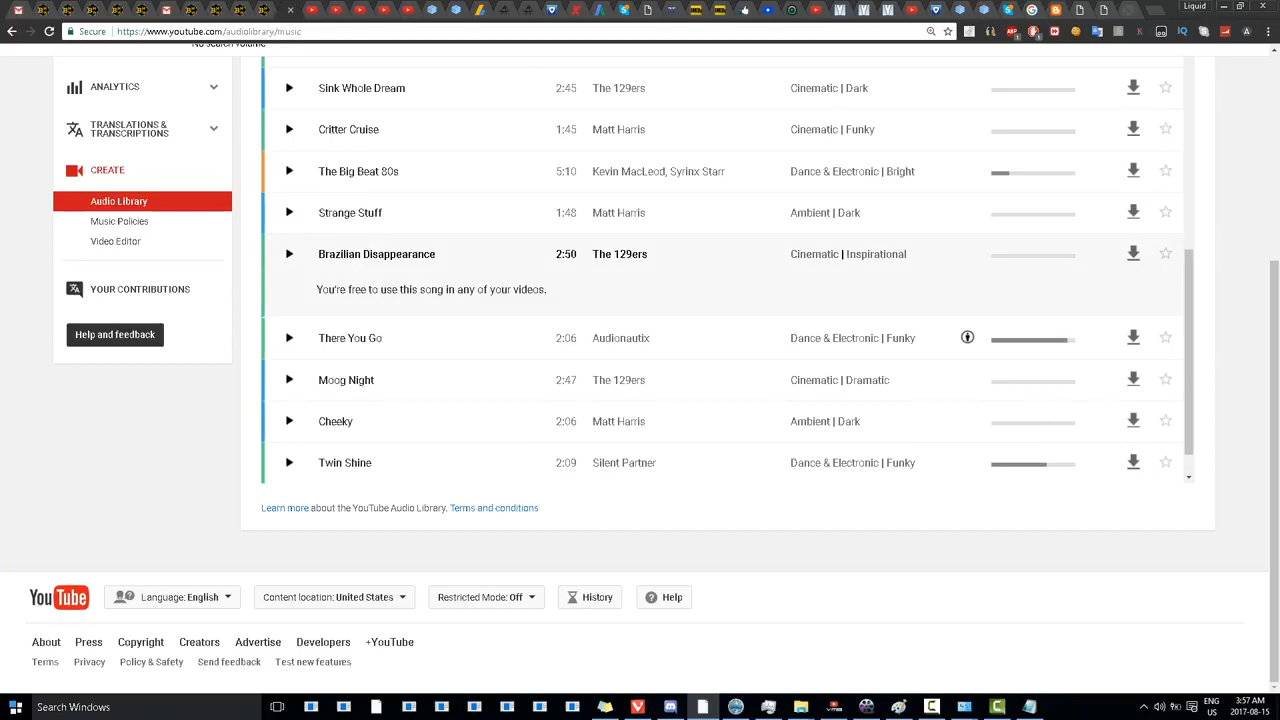 Liquid
Secure https://www.youtube.com/audiolibrary/music
No search volume
ANALYTICS
TRANSLATIONS &
TRANSCRIPTIONS
CREATE
Audio Library
Music Policies
Video Editor
YOUR CONTRIBUTIONS
Help and feedback
Sink Whole Dream 2:45 The 129ers Cinematic | Dark
Critter Cruise 1:45 Matt Harris Cinematic | Funky
The Big Beat 80s 5:10 Kevin MacLeod, Syrinx Starr Dance & Electronic | Bright
Strange Stuff 1:48 Matt Harris Ambient | Dark
Brazilian Disappearance 2:50 The 129ers Cinematic | Inspirational
You're free to use this song in any of your videos.
There You Go 2:06 Audionautix Dance & Electronic | Funky
Moog Night 2:47 The 129ers Cinematic | Dramatic
Cheeky 2:06 Matt Harris Ambient | Dark
Twin Shine 2:09 Silent Partner Dance & Electronic | Funky
Learn more about the YouTube Audio Library. Terms and conditions
YouTube Language: English Content location: United States Restricted Mode: Off History Help
About Press Copyright Creators Advertise Developers +YouTube
Terms Privacy Policy & Safety Send feedback Test new features
Search Windows
ENG 3:57 AM
US 2017-08-15